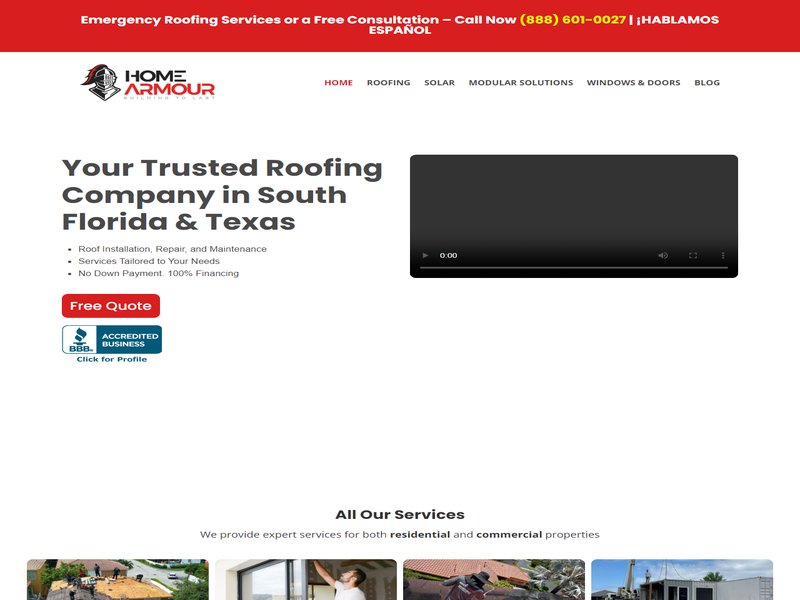 Emergency Roofing Services or a Free Consultation – Call Now (888) 601-0027 | ¡HABLAMOS
ESPAÑOL
HOME
ARMOUR
BUILDING TO LAST
HOME ROOFING SOLAR MODULAR SOLUTIONS WINDOWS & DOORS BLOG
Your Trusted Roofing
Company in South
Florida & Texas
• Roof Installation, Repair, and Maintenance
• Services Tailored to Your Needs
• No Down Payment. 100% Financing
0:00
Free Quote
BBB
ACCREDITED
BUSINESS
Click for Profile
All Our Services
We provide expert services for both residential and commercial properties